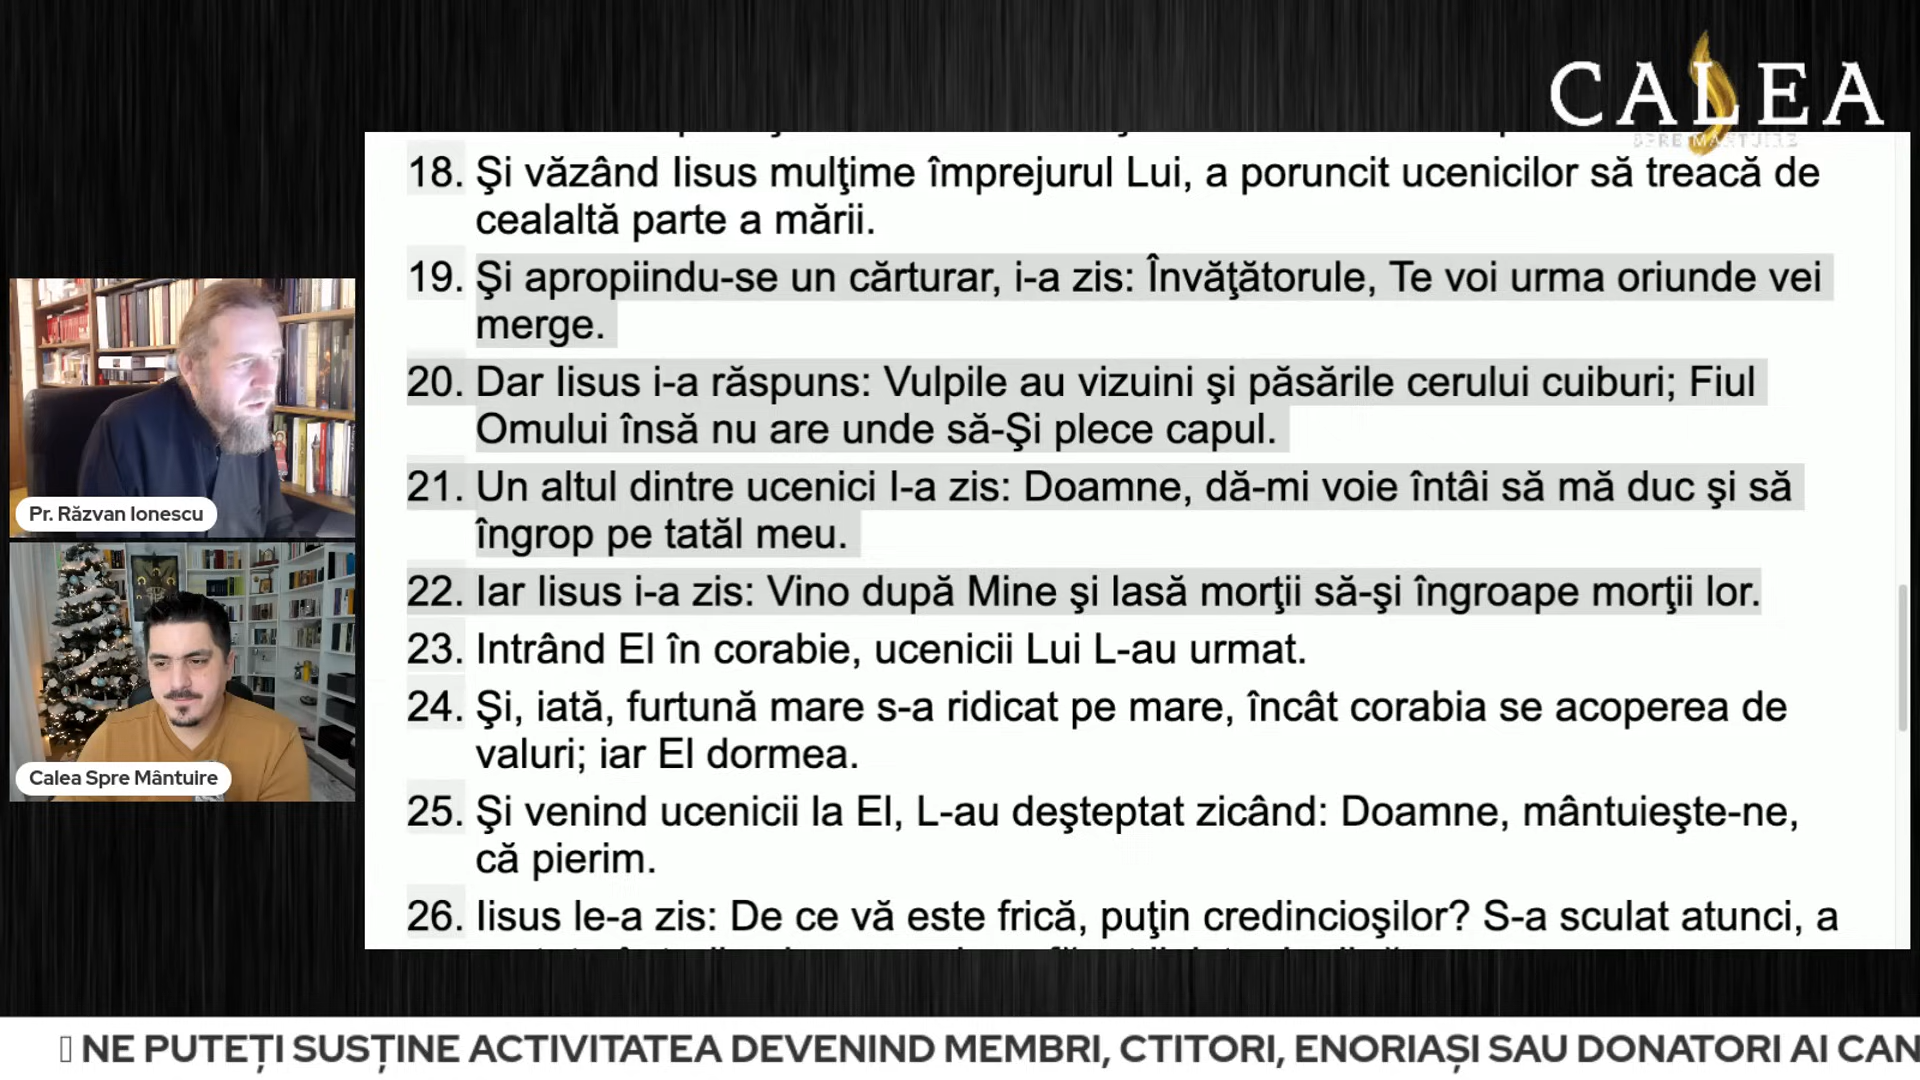 CALEA
SPRE MÂNTUIRE
18. Şi văzând Iisus mulţime împrejurul Lui, a poruncit ucenicilor să treacă de
cealaltă parte a mării.
19. Şi apropiindu-se un cărturar, i-a zis: Învăţătorule, Te voi urma oriunde vei
merge.
20. Dar Iisus i-a răspuns: Vulpile au vizuini şi păsările cerului cuiburi; Fiul
Omului însă nu are unde să-Şi plece capul.
21. Un altul dintre ucenici I-a zis: Doamne, dă-mi voie întâi să mă duc şi să
îngrop pe tatăl meu.
22. Iar Iisus i-a zis: Vino după Mine şi lasă morţii să-şi îngroape morţii lor.
23. Intrând El în corabie, ucenicii Lui L-au urmat.
24. Şi, iată, furtună mare s-a ridicat pe mare, încât corabia se acoperea de
valuri; iar El dormea.
25. Şi venind ucenicii la El, L-au deşteptat zicând: Doamne, mântuieşte-ne,
că pierim.
26. Iisus le-a zis: De ce vă este frică, puţin credincioşilor? S-a sculat atunci, a
Pr. Răzvan Ionescu
Calea Spre Mântuire
NE PUTEȚI SUSȚINE ACTIVITATEA DEVENIND MEMBRI, CTITORI, ENORIAȘI SAU DONATORI AI CAN